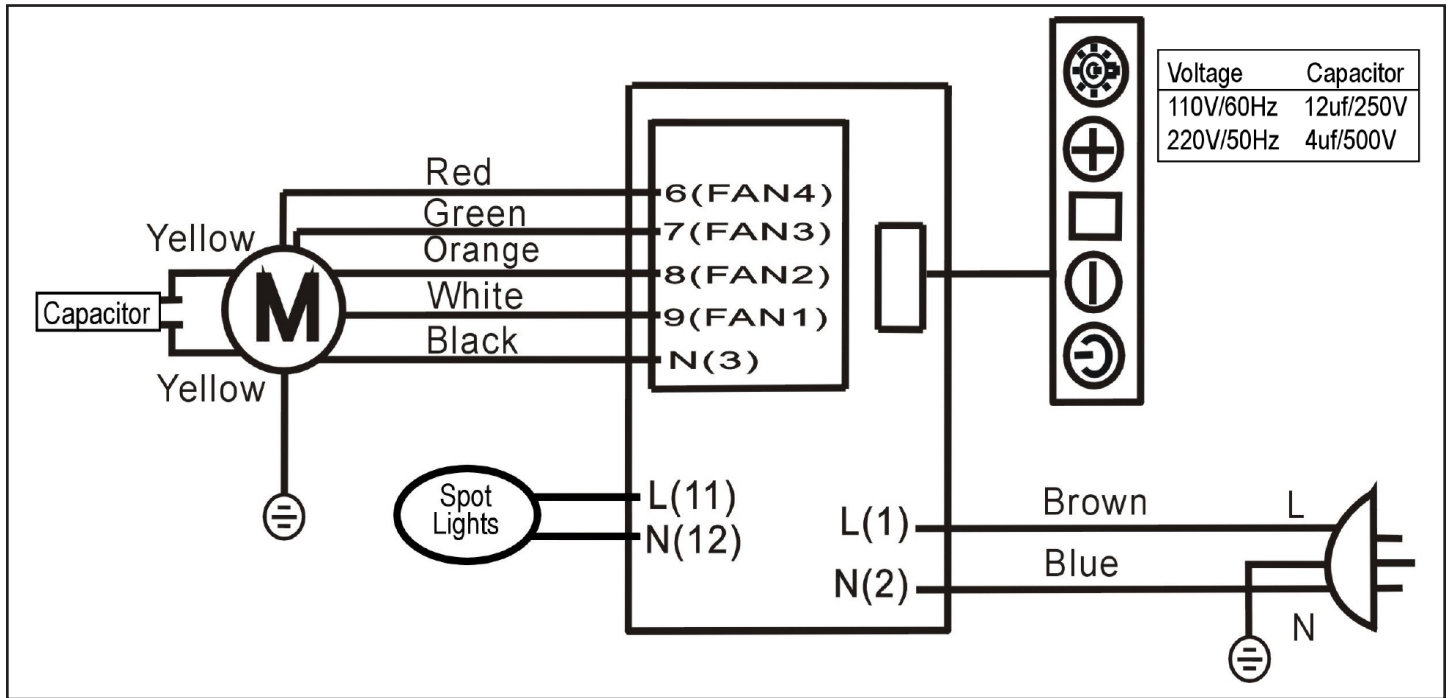 Voltage Capacitor
110V/60Hz 12uf/250V
220V/50Hz 4uf/500V
Red
6(FAN4)
Green
7(FAN3)
Yellow
Orange
8(FAN2)
M
White
9(FAN1)
Capacitor
Black
N(3)
Yellow
Spot
Lights
L(11)
N(12)
L(1)
Brown
L
N(2)
Blue
N